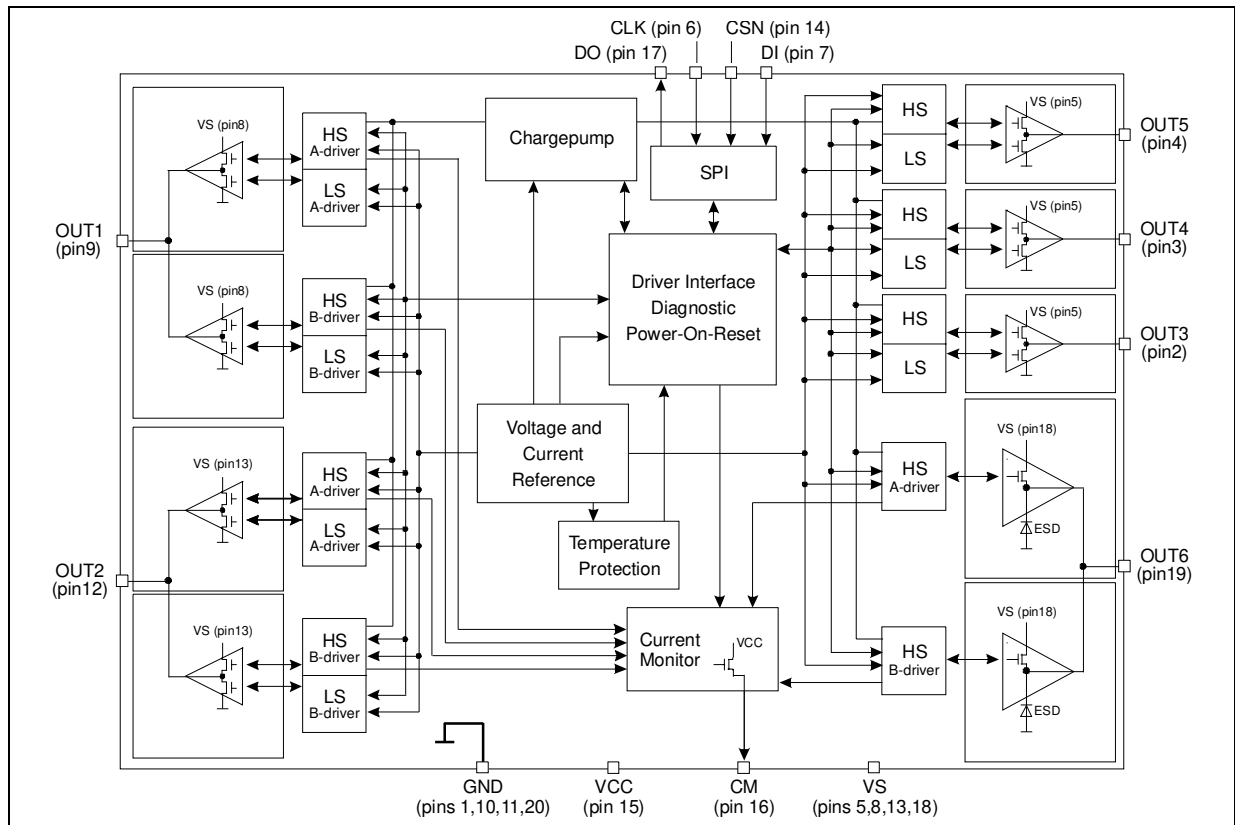 CLK (pin 6)
CSN (pin 14)
DO (pin 17)
DI (pin 7)
VS (pin8)
HS
A-driver
LS
A-driver
Chargepump
SPI
HS
LS
VS (pin5)
OUT5
(pin4)
OUT1
(pin9)
HS
LS
VS (pin5)
OUT4
(pin3)
VS (pin8)
HS
B-driver
LS
B-driver
Driver Interface
Diagnostic
Power-On-Reset
HS
LS
VS (pin5)
OUT3
(pin2)
VS (pin13)
HS
A-driver
LS
A-driver
Voltage and
Current
Reference
HS
A-driver
VS (pin18)
ESD
OUT2
(pin12)
Temperature
Protection
OUT6
(pin19)
VS (pin13)
HS
B-driver
LS
B-driver
Current
Monitor
VCC
HS
B-driver
VS (pin18)
ESD
GND
(pins 1,10,11,20)
VCC
(pin 15)
CM
(pin 16)
VS
(pins 5,8,13,18)